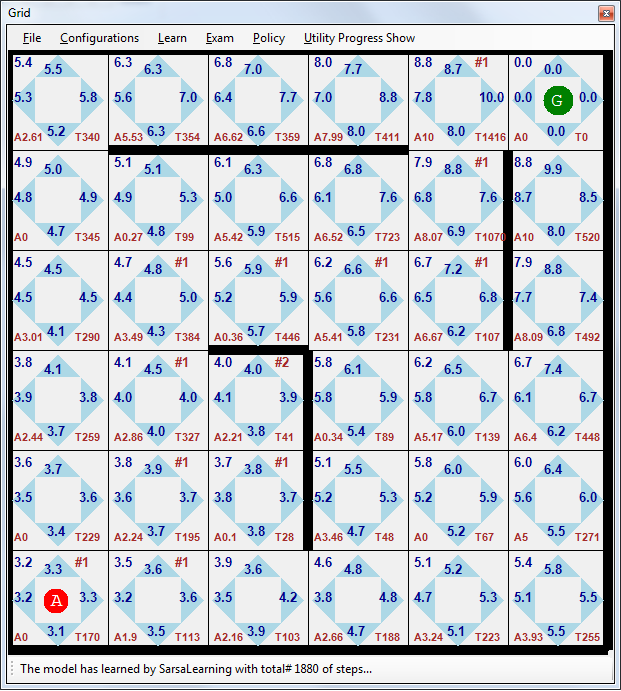 Grid
File Configurations Learn Exam Policy Utility Progress Show
5.4 6.3 6.8 8.0 8.8 #1 0.0
5.5 6.3 7.0 7.7 8.7 0.0
5.3 5.8 5.6 7.0 6.4 7.7 7.0 8.8 7.8 10.0 0.0 G 0.0
5.2 6.3 6.6 8.0 8.0 0.0
A2.61 T340 A5.53 T354 A6.62 T359 A7.99 T411 A10 T1416 A0 T0
4.9 5.1 6.1 6.8 7.9 #1 8.8
5.0 5.1 6.3 6.8 8.8 9.9
4.8 4.9 4.9 5.3 5.0 6.6 6.1 7.6 6.8 7.6 8.7 8.5
4.7 4.8 5.9 6.5 6.9 8.0
A0 T345 A0.27 T99 A5.42 T515 A6.52 T723 A8.07 T1070 A10 T520
4.5 4.7 #1 5.6 #1 6.2 #1 6.7 #1 7.9
4.5 4.8 5.9 6.6 7.2 8.8
4.5 4.5 4.4 5.0 5.2 5.9 5.6 6.6 6.5 6.8 7.7 7.4
4.1 4.3 5.7 5.8 6.2 6.8
A3.01 T290 A3.49 T384 A0.36 T446 A5.41 T231 A6.67 T107 A8.09 T492
3.8 4.1 #1 4.0 #2 5.8 6.2 6.7
4.1 4.5 4.0 6.1 6.5 7.4
3.9 3.8 4.0 4.0 4.1 3.9 5.8 5.9 5.8 6.7 6.1 6.7
3.7 4.0 3.8 5.4 6.0 6.2
A2.44 T259 A2.86 T327 A2.21 T41 A0.34 T89 A5.17 T139 A6.4 T448
3.6 3.8 #1 3.7 #1 5.1 5.8 6.0
3.7 3.9 3.8 5.5 6.0 6.4
3.5 3.6 3.6 3.7 3.8 3.7 5.2 5.3 5.2 5.9 5.6 6.0
3.4 3.7 3.8 4.7 5.2 5.5
A0 T229 A2.24 T195 A0.1 T28 A3.46 T48 A0 T67 A5 T271
3.2 #1 3.5 #1 3.9 4.6 5.1 5.4
3.3 3.6 3.6 4.8 5.2 5.8
3.2 A 3.3 3.2 3.6 3.5 4.2 3.8 4.8 4.7 5.3 5.1 5.5
3.1 3.5 3.9 4.7 5.1 5.5
A0 T170 A1.9 T113 A2.16 T103 A2.66 T188 A3.24 T223 A3.93 T255
The model has learned by SarsaLearning with total# 1880 of steps...